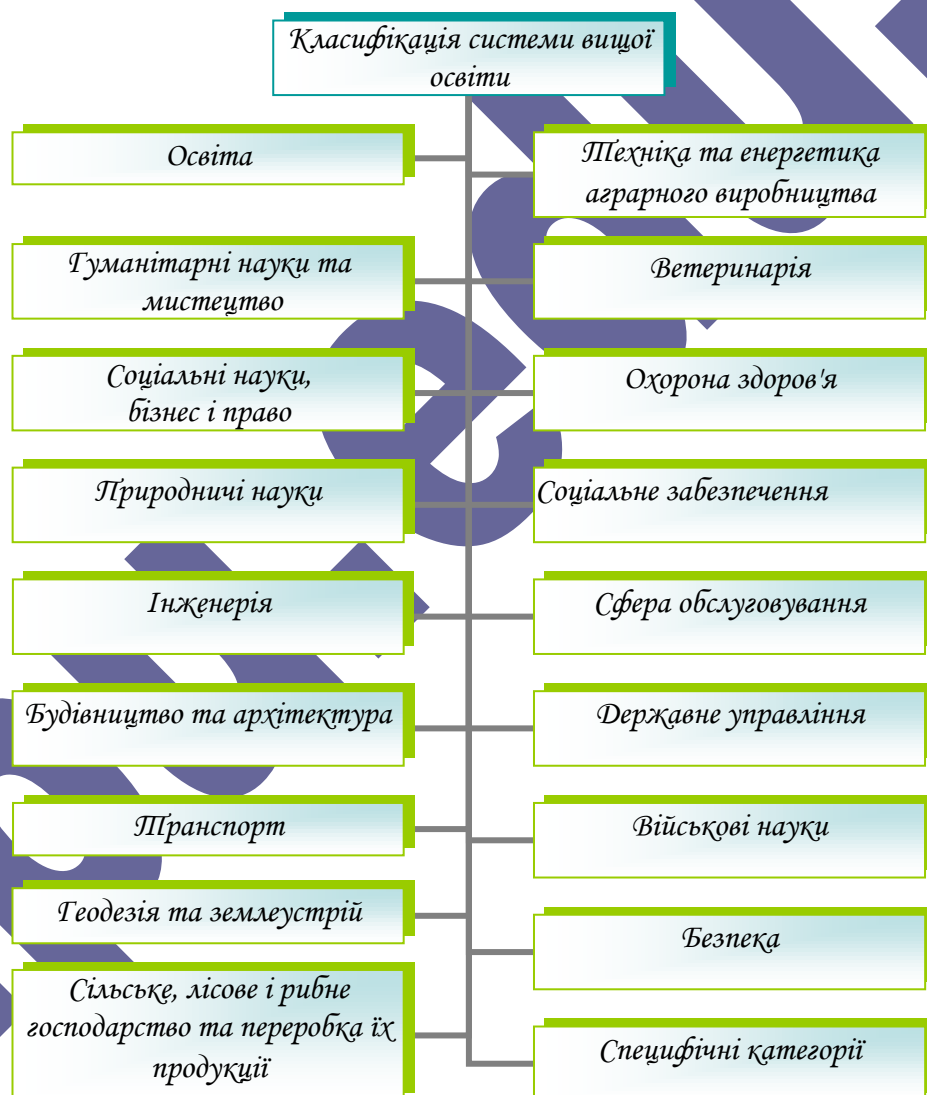 Класифікація системи вищої
освіти
Освіта
Техніка та енергетика
аграрного виробництва
Гуманітарні науки та
мистецтво
Ветеринарія
Соціальні науки,
бізнес і право
Охорона здоров'я
Природничі науки
Соціальне забезпечення
Інженерія
Сфера обслуговування
Будівництво та архітектура
Державне управління
Транспорт
Військові науки
Геодезія та землеустрій
Безпека
Сільське, лісове і рибне
господарство та переробка їх
продукції
Специфічні категорії